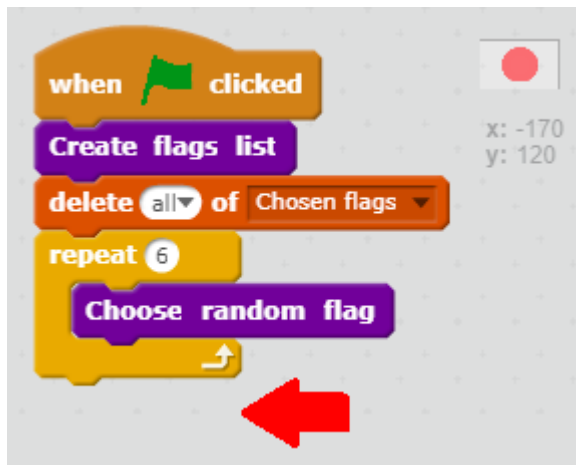 when clicked
Create flags list
delete all of Chosen flags
repeat 6
Choose random flag
x: -170
y: 120